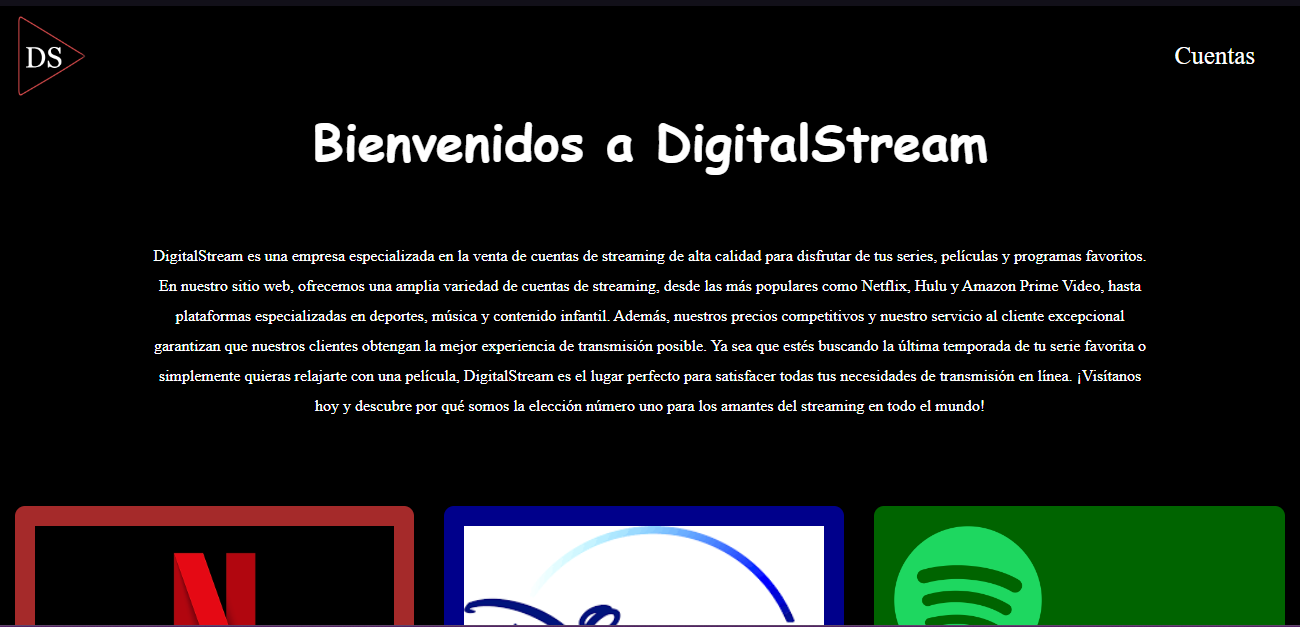 DS
Cuentas
Bienvenidos a DigitalStream
DigitalStream es una empresa especializada en la venta de cuentas de streaming de alta calidad para disfrutar de tus series, películas y programas favoritos.
En nuestro sitio web, ofrecemos una amplia variedad de cuentas de streaming, desde las más populares como Netflix, Hulu y Amazon Prime Video, hasta
plataformas especializadas en deportes, música y contenido infantil. Además, nuestros precios competitivos y nuestro servicio al cliente excepcional
garantizan que nuestros clientes obtengan la mejor experiencia de transmisión posible. Ya sea que estés buscando la última temporada de tu serie favorita o
simplemente quieras relajarte con una película, DigitalStream es el lugar perfecto para satisfacer todas tus necesidades de transmisión en línea. ¡Visítanos
hoy y descubre por qué somos la elección número uno para los amantes del streaming en todo el mundo!